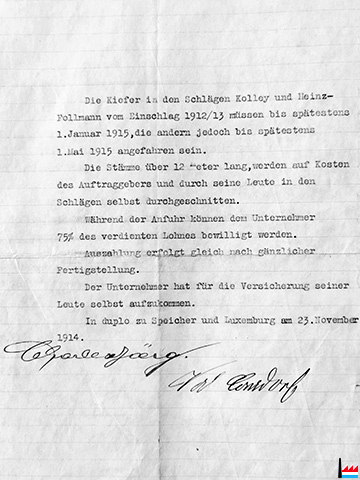 Die Kiefer in den Schlägen Kolley und Heinz-
Follmann vom Einschlag 1912/13 müssen bis spätestens
1.Januar 1915,die andern jedoch bis spätestens
1.Mai 1915 angefahren sein.
Die Stämme über 12 Meter lang,werden auf Kosten
des Auftraggebers und durch seine Leute in den
Schlägen selbst durchgeschnitten.
Während der Anfuhr können dem Unternehmer
75% des verdienten Lohnes bewilligt werden.
Auszahlung erfolgt gleich nach gänzlicher
Fertigstellung.
Der Unternehmer hat für die Versicherung seiner
Leute selbst aufzukommen.
In duplo zu Speicher und Luxemburg am 23.November
1914.